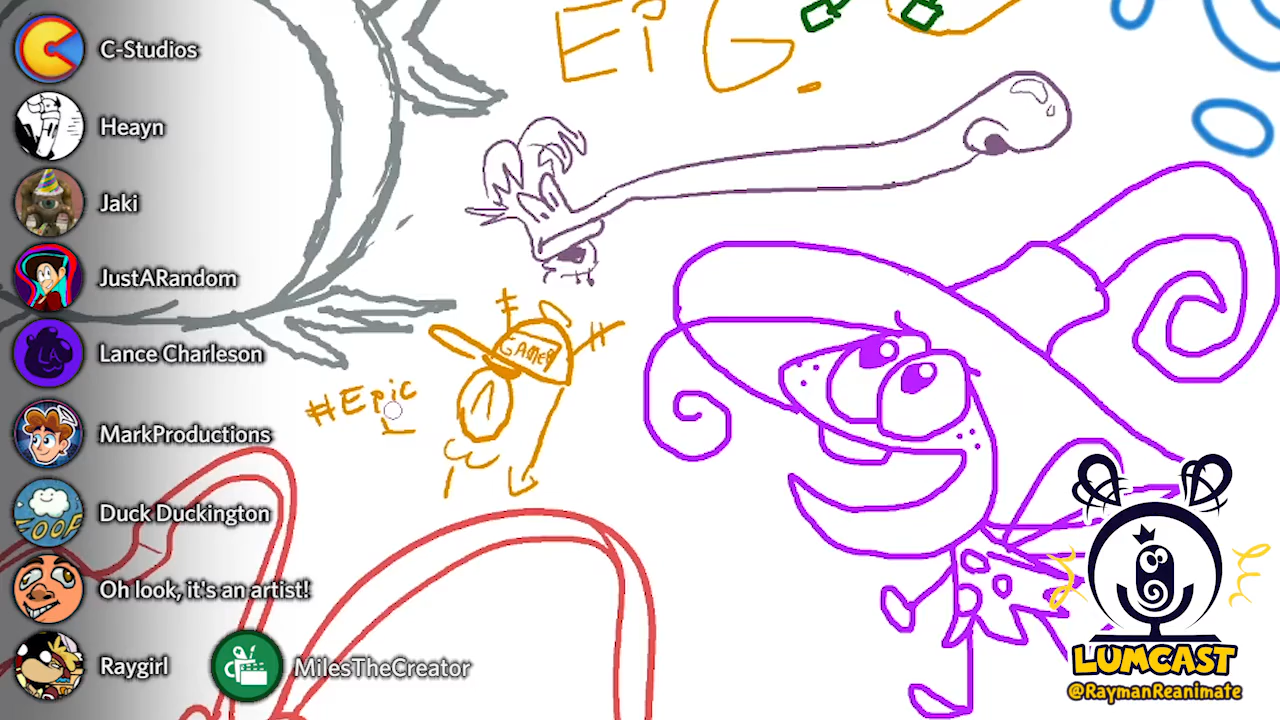 C-Studios
Heayn
Jaki
JustARandom
Lance Charleson
MarkProductions
Duck Duckington
Oh look, it's an artist!
Raygirl
MilesTheCreator
EiG.
GAMER
#Epic
LUMCAST
@RaymanReanimate